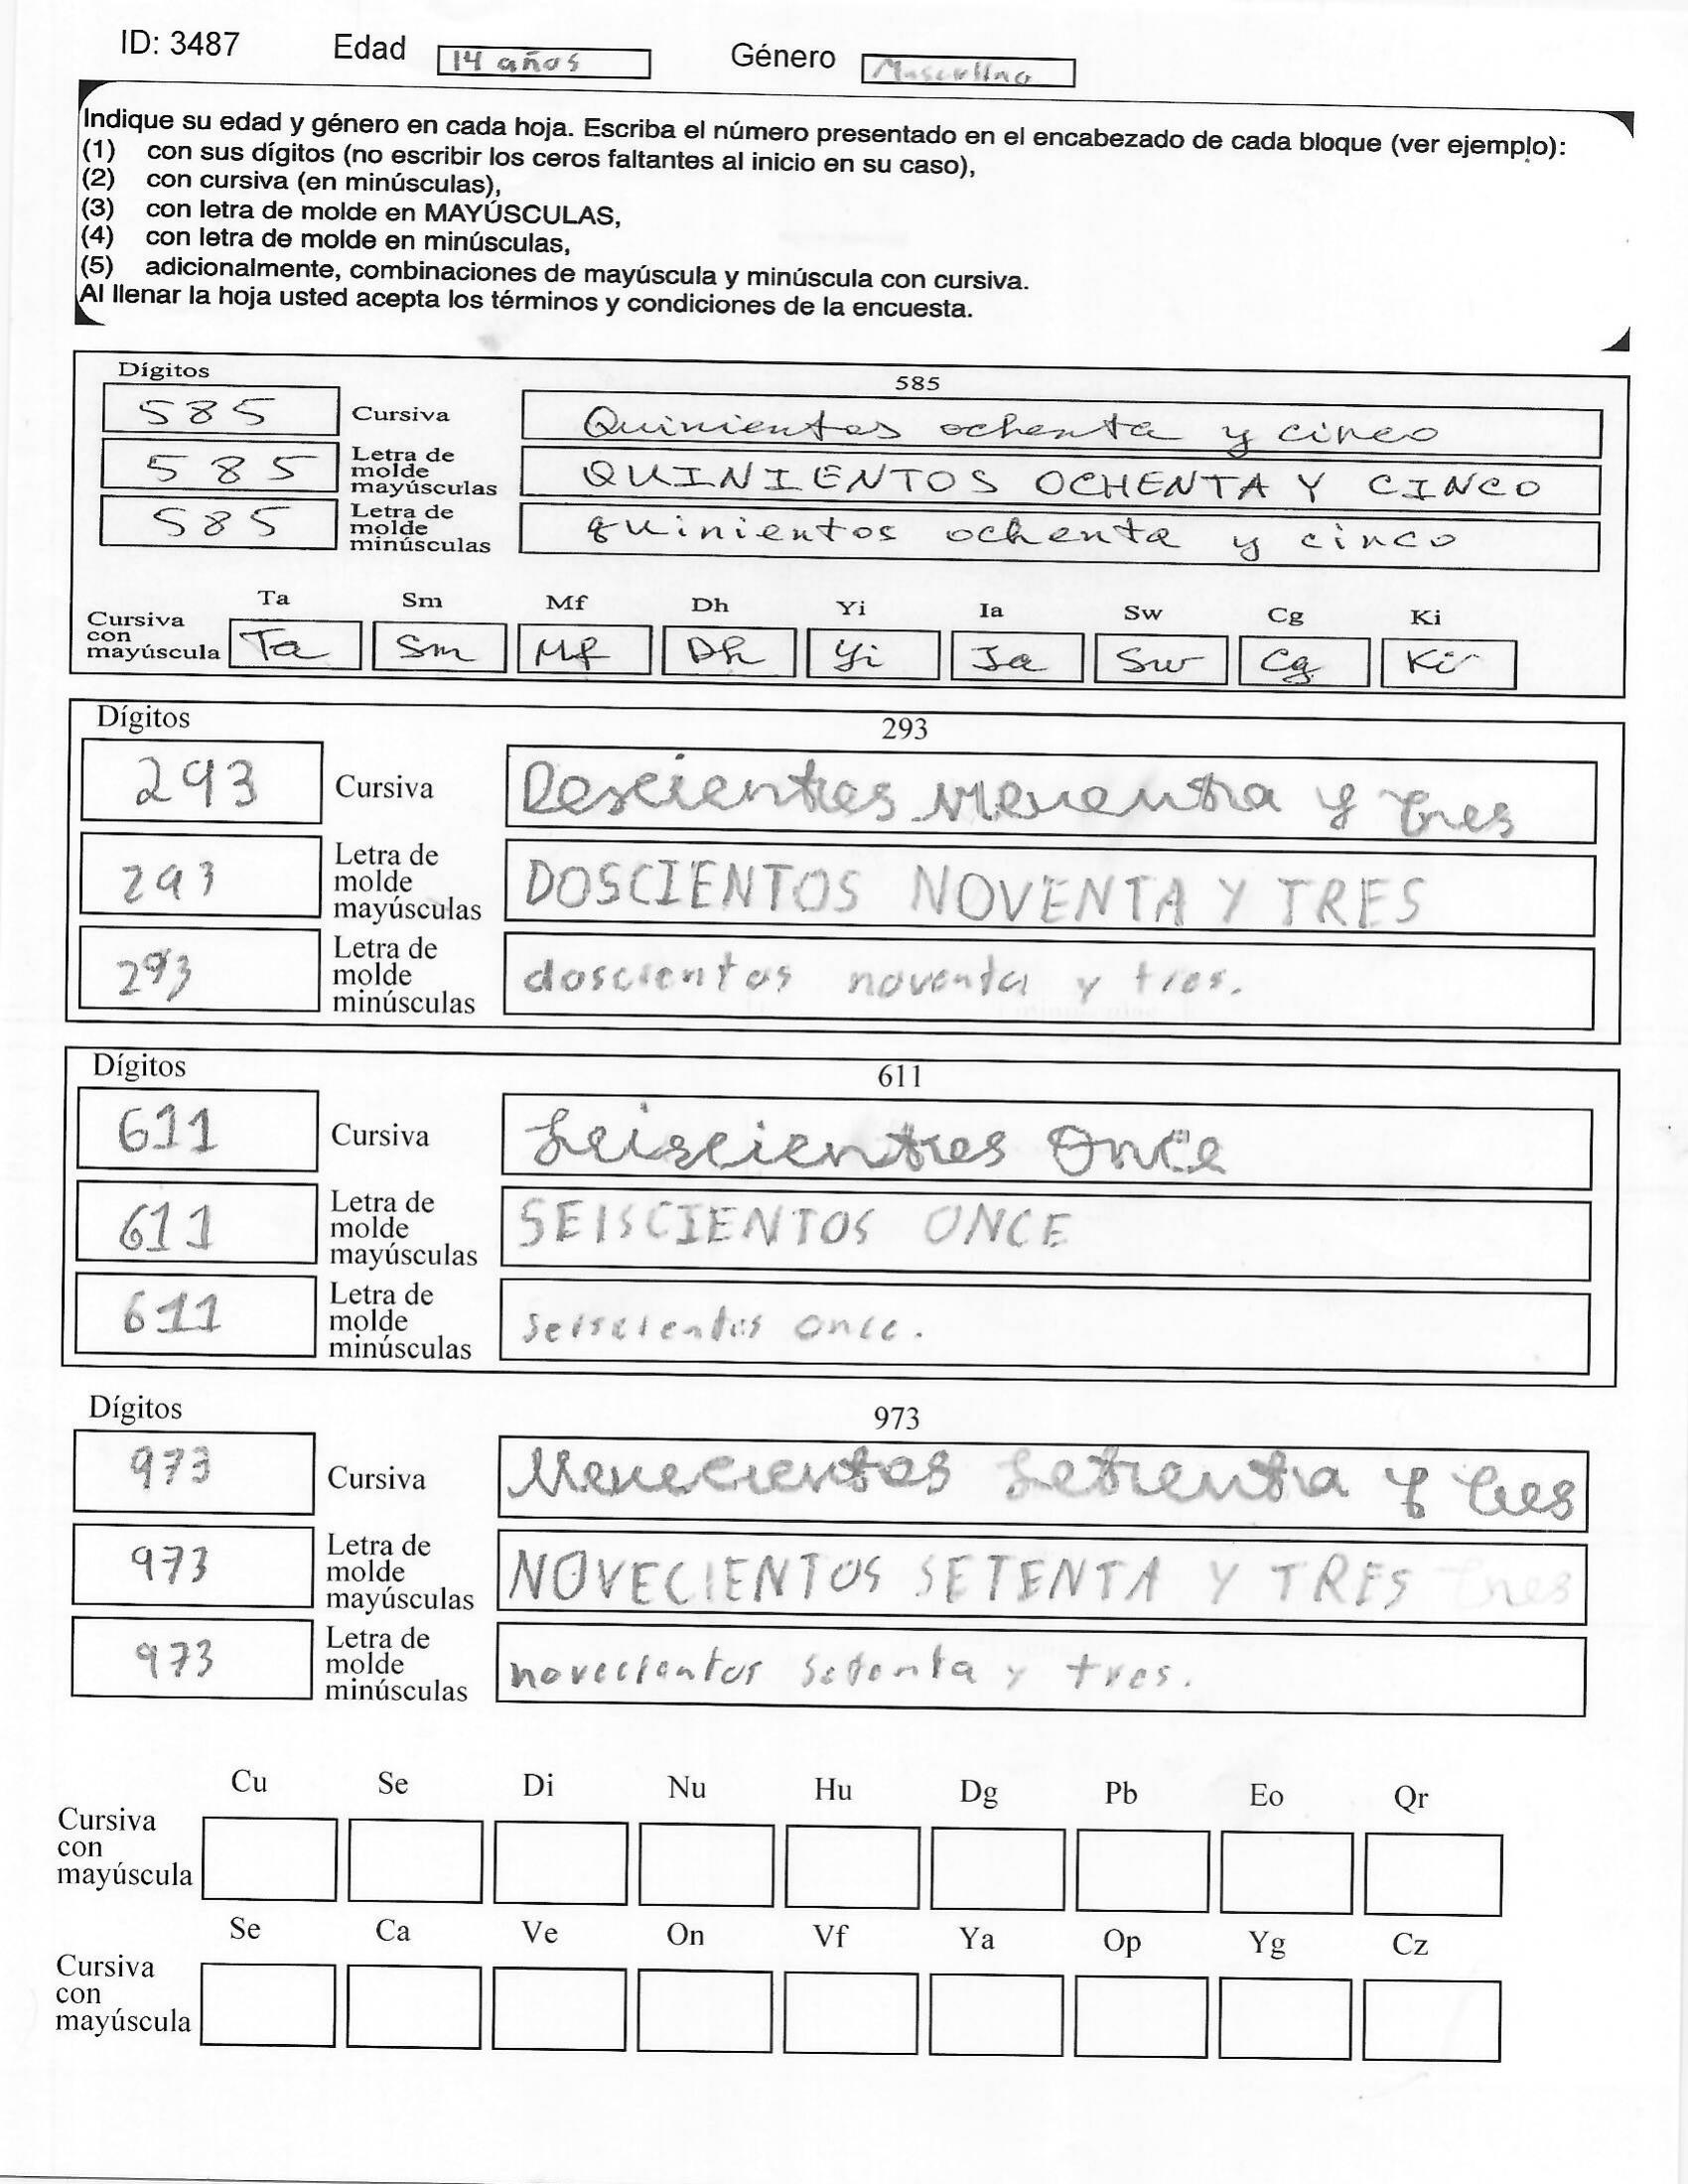 ID: 3487 Edad 14 años Género Masculino
Indique su edad y género en cada hoja. Escriba el número presentado en el encabezado de cada bloque (ver ejemplo):
(1) con sus dígitos (no escribir los ceros faltantes al inicio en su caso),
(2) con cursiva (en minúsculas),
(3) con letra de molde en MAYÚSCULAS,
(4) con letra de molde en minúsculas,
(5) adicionalmente, combinaciones de mayúscula y minúscula con cursiva.
Al llenar la hoja usted acepta los términos y condiciones de la encuesta.
Dígitos 585
585 Cursiva Quinientos ochenta y cinco
585 Letra de molde mayúsculas QUINIENTOS OCHENTA Y CINCO
585 Letra de molde minúsculas quinientos ochenta y cinco
Ta Sm Mf Dh Yi Ia Sw Cg Ki
Cursiva con mayúscula Ta Sm Mf Dh Yi Ia Sw Cg Ki
Dígitos 293
293 Cursiva Doscientos Noventa y tres
293 Letra de molde mayúsculas DOSCIENTOS NOVENTA Y TRES
293 Letra de molde minúsculas doscientos noventa y tres.
Dígitos 611
611 Cursiva Seiscientos Once
611 Letra de molde mayúsculas SEISCIENTOS ONCE
611 Letra de molde minúsculas seiscientos once.
Dígitos 973
973 Cursiva Novecientos Setenta y tres
973 Letra de molde mayúsculas NOVECIENTOS SETENTA Y TRES tres
973 Letra de molde minúsculas novecientos setenta y tres.
Cu Se Di Nu Hu Dg Pb Eo Qr
Cursiva con mayúscula
Se Ca Ve On Vf Ya Op Yg Cz
Cursiva con mayúscula